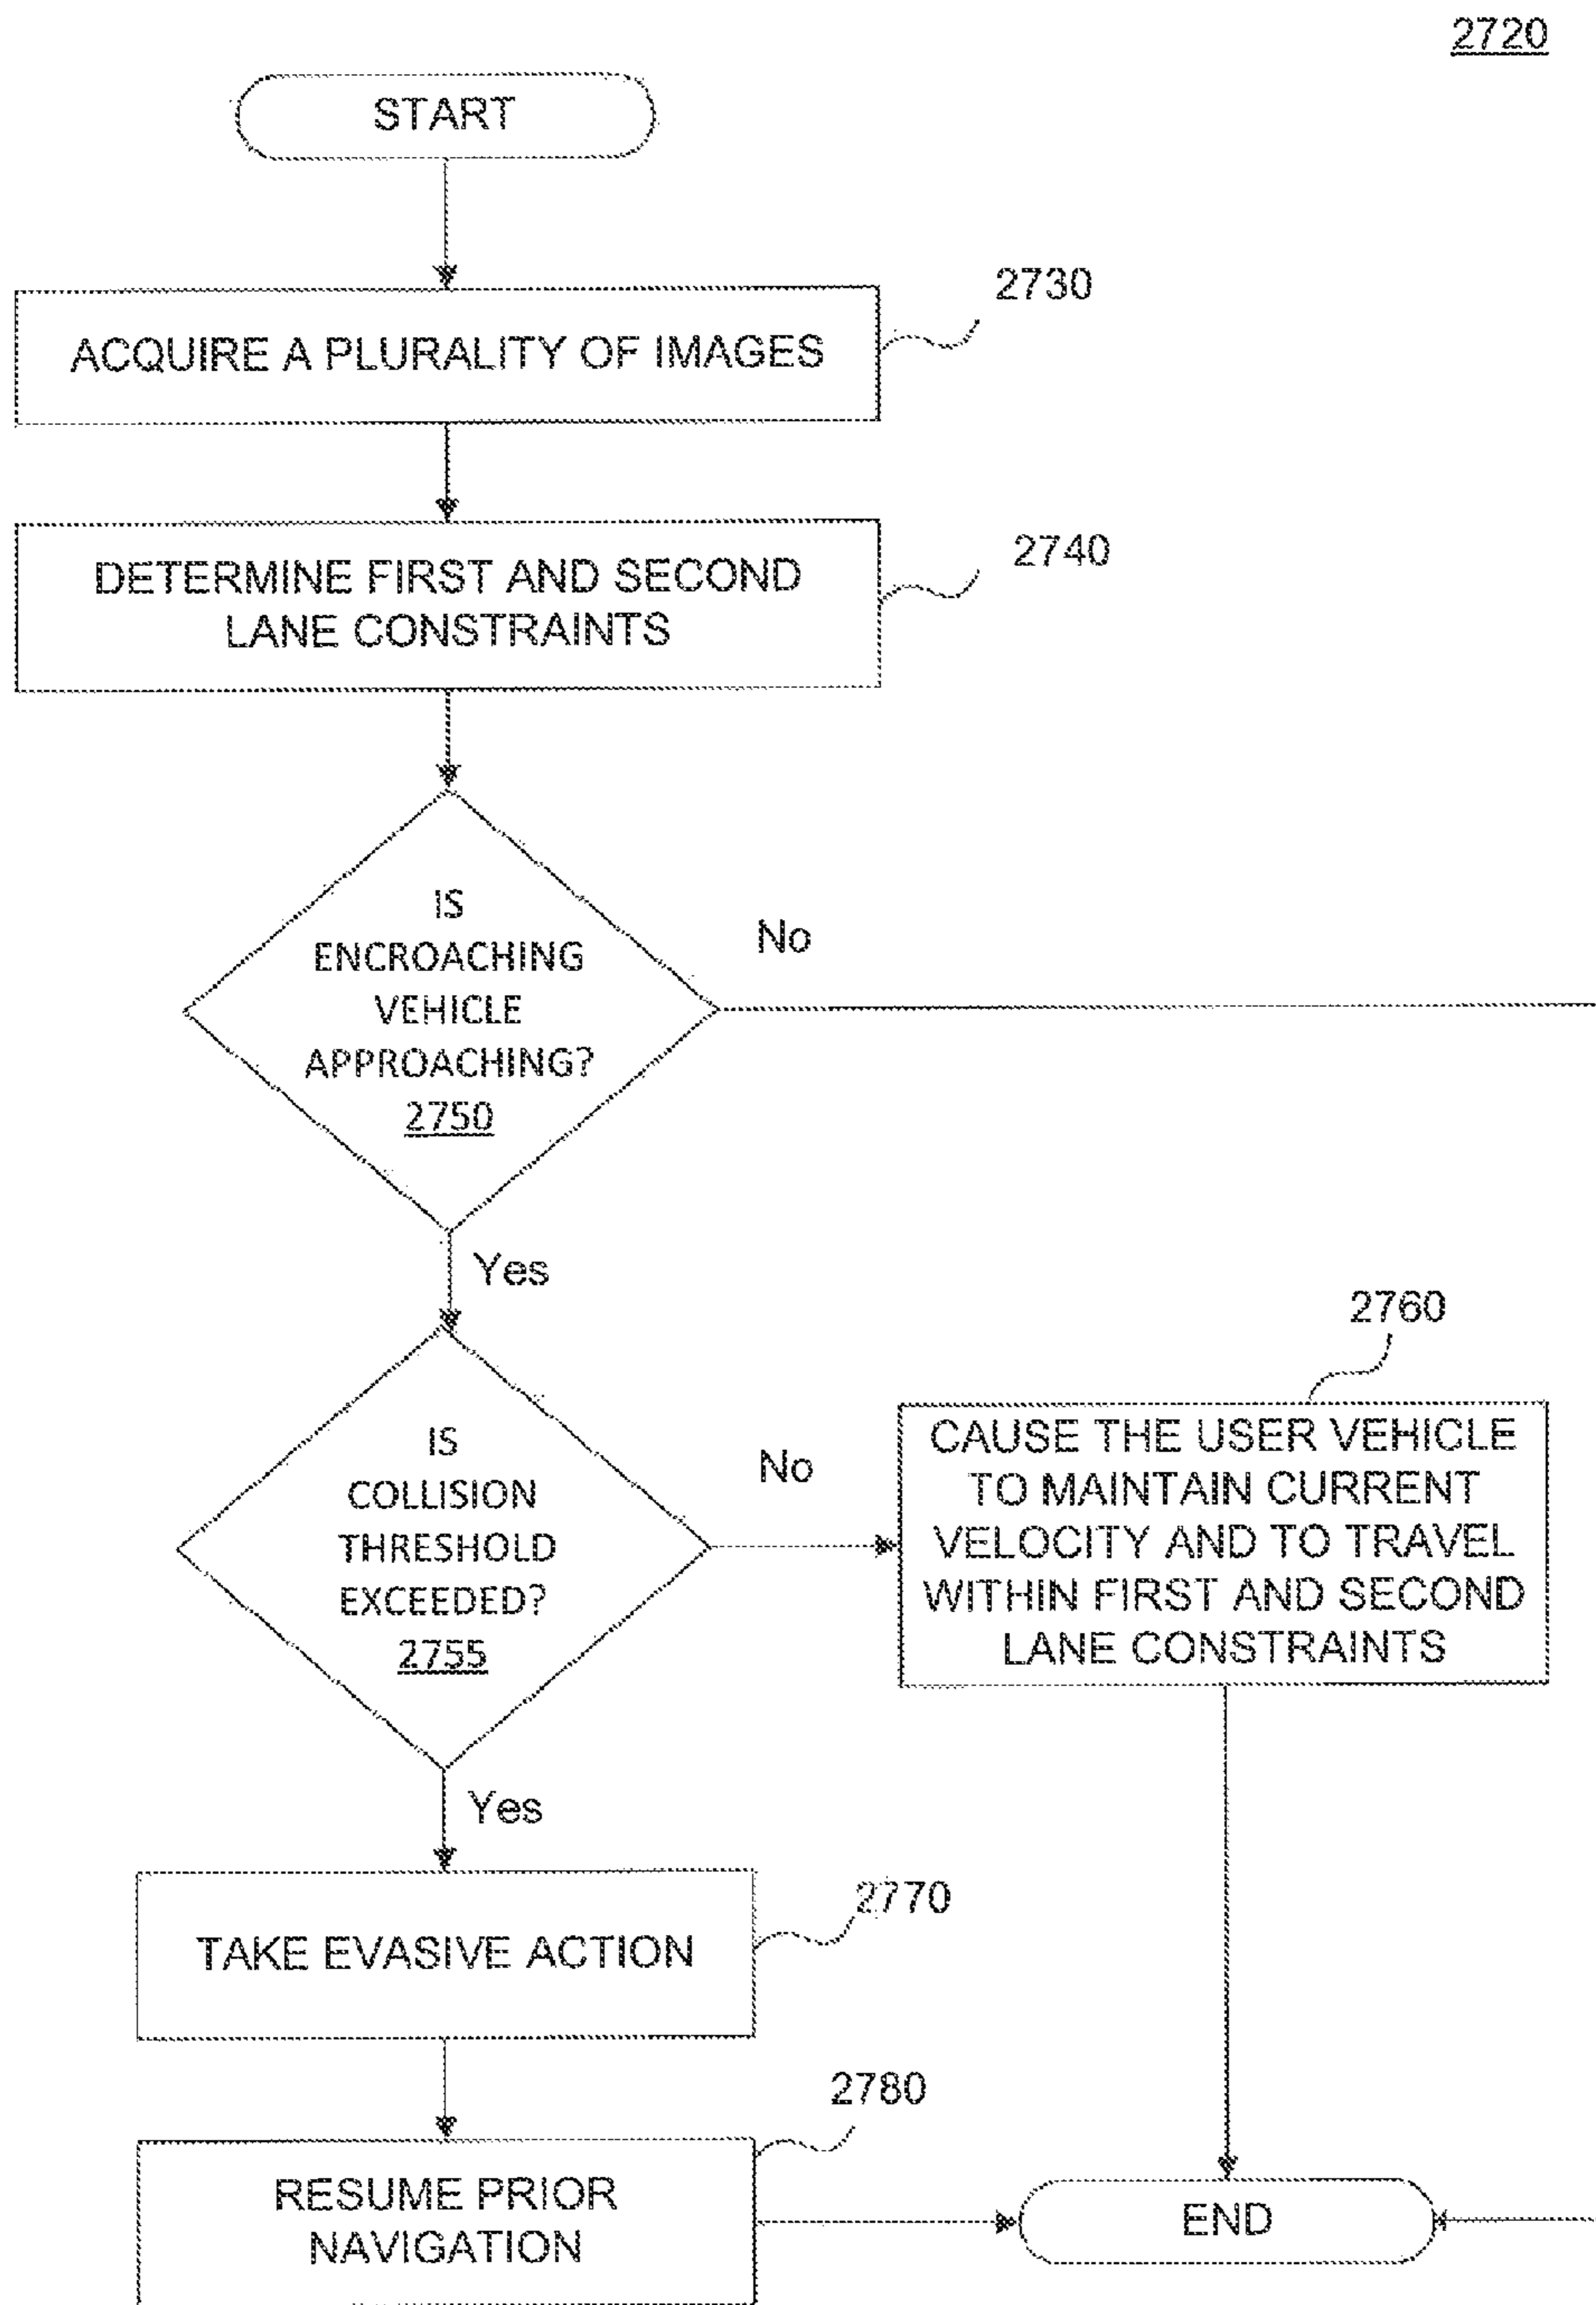 2720
START
2730
ACQUIRE A PLURALITY OF IMAGES
2740
DETERMINE FIRST AND SECOND
LANE CONSTRAINTS
IS
ENCROACHING
VEHICLE
APPROACHING?
2750
No
Yes
IS
COLLISION
THRESHOLD
EXCEEDED?
2755
No
2760
CAUSE THE USER VEHICLE
TO MAINTAIN CURRENT
VELOCITY AND TO TRAVEL
WITHIN FIRST AND SECOND
LANE CONSTRAINTS
Yes
2770
TAKE EVASIVE ACTION
2780
RESUME PRIOR
NAVIGATION
END